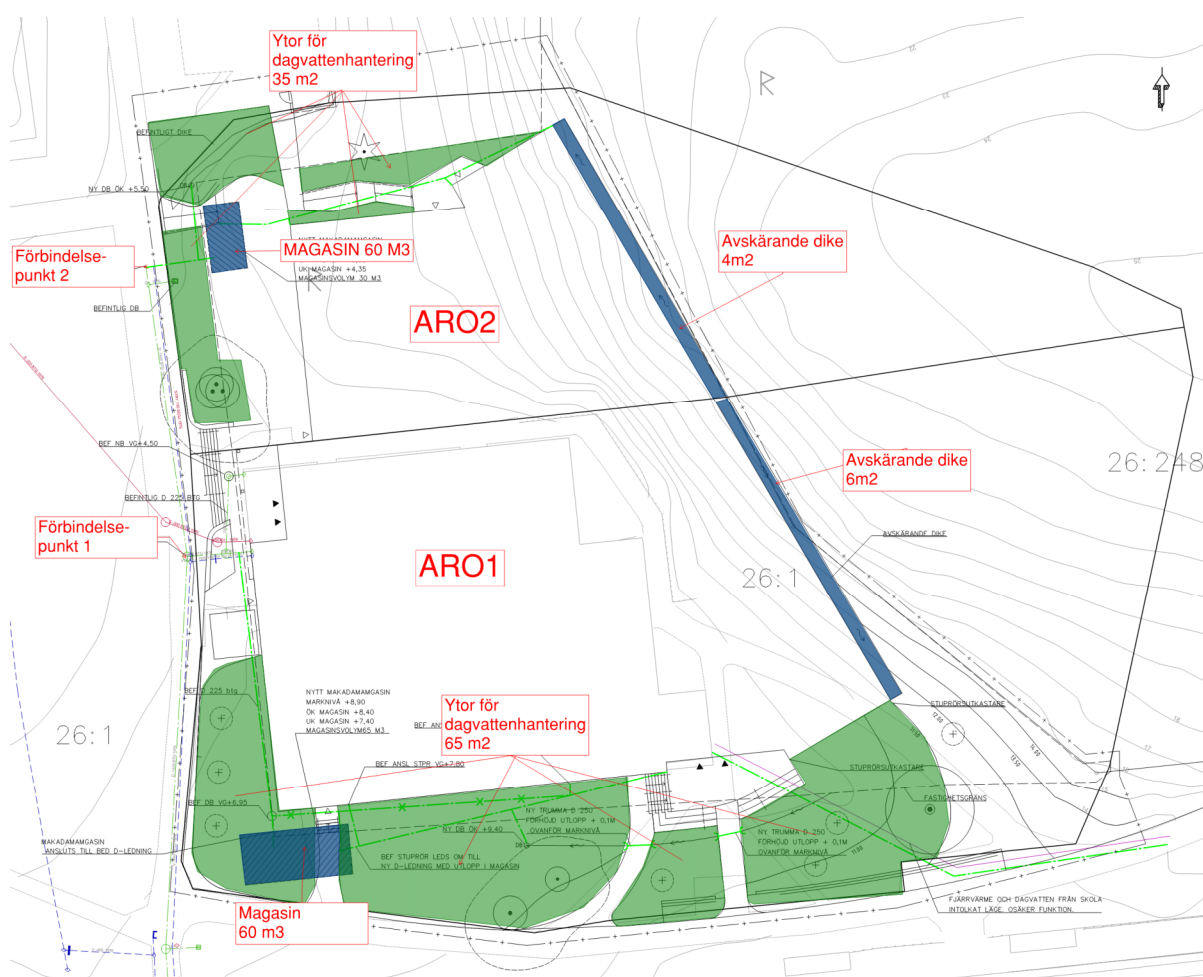 Ytor för
dagvattenhantering
35 m2
BEFINTLIGT DIKE
NY DB ÖK +5,50
MAGASIN 60 M3
UK MAGASIN +4,35
MAGASINSVOLYM 30 M3
Förbindelse-
punkt 2
BEFINTLIG DB
ARO2
Avskärande dike
4m2
Avskärande dike
6m2
26:248
BEF NB VG+4,50
BEFINTLIG D 225 BTG
Förbindelse-
punkt 1
ARO1
AVSKÄRANDE DIKE
26:1
BEF D 225 btg
26:1
NYTT MAKADAMAMGASIN
MARKNIVÅ +8,90
ÖK MAGASIN +8,40
UK MAGASIN +7,40
MAGASINSVOLYM65 M3
Ytor för
dagvattenhantering
65 m2
STUPRÖRSUTKASTARE
BEF ANSL STPR VG+7,80
STUPRÖRSUTKASTARE
FASTIGHETSGRÄNS
BEF DB VG+6,95
NY DB ÖK +9,40
NY TRUMMA D 250
FÖRHÖJD UTLOPP + 0,1M
OVANFÖR MARKNIVÅ
NY TRUMMA D 250
FÖRHÖJD UTLOPP + 0,1M
OVANFÖR MARKNIVÅ
MAKADAMAMGASIN
ANSLUTS TILL BED D-LEDNING
BEF STUPRÖR LEDS OM TILL
NY D-LEDNING MED UTLOPP I MAGASIN
Magasin
60 m3
FJÄRRVÄRME OCH DAGVATTEN FRÅN SKOLA
INTOLKAT LÄGE. OSÄKER FUNKTION.